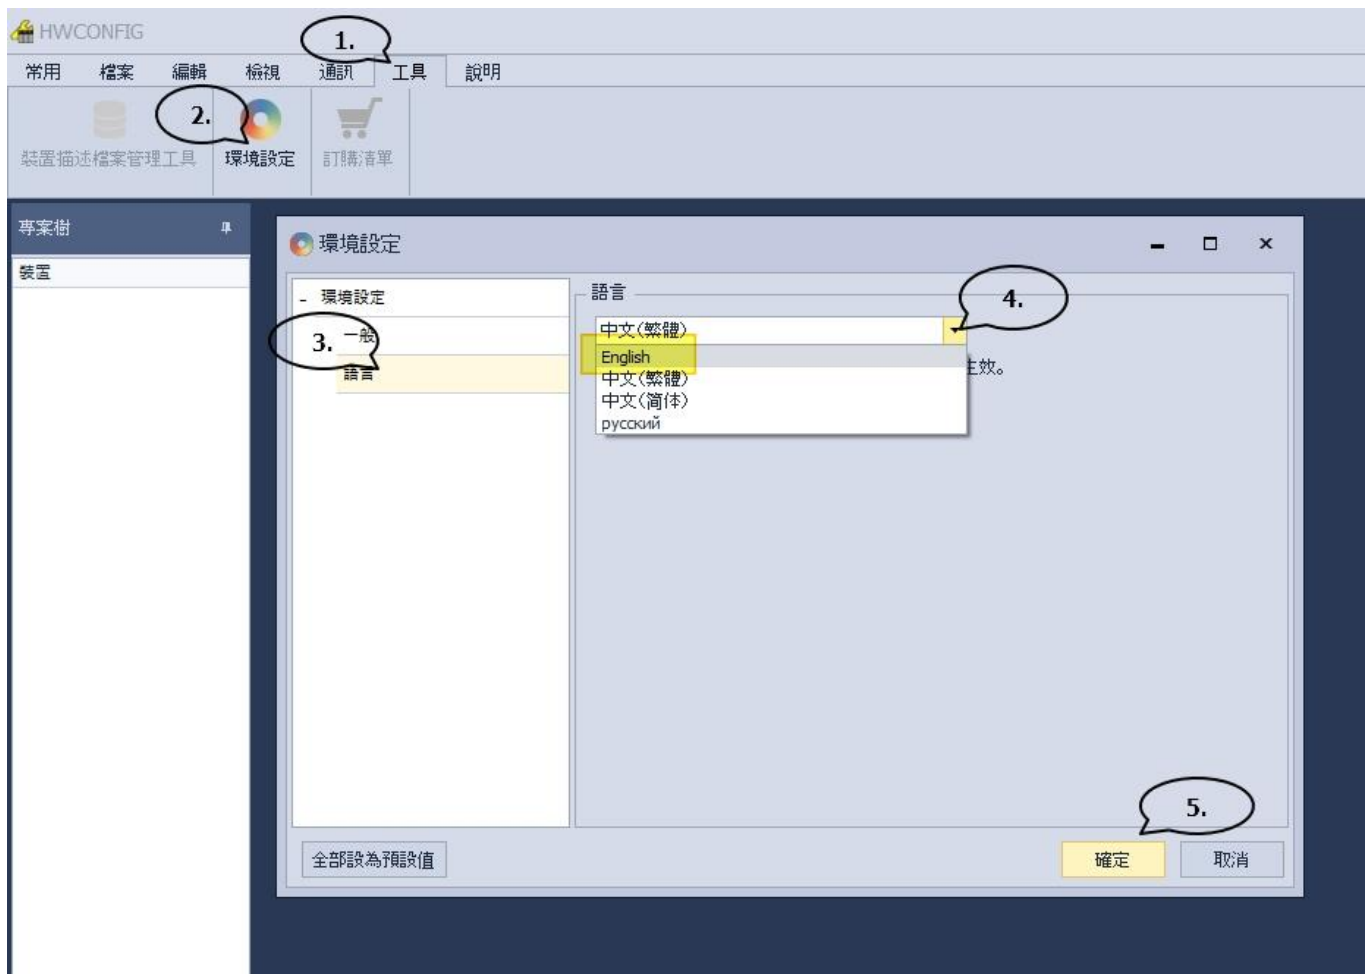 HWCONFIG
1.
常用 檔案 編輯 檢視 通訊 工具 說明
2.
裝置描述檔案管理工具 環境設定 訂購清單
專案樹
裝置
環境設定
- 環境設定
語言
4.
3. 一般
中文(繁體)
English
語言
生效。
中文(繁體)
中文(简体)
русский
5.
全部設為預設值 確定 取消